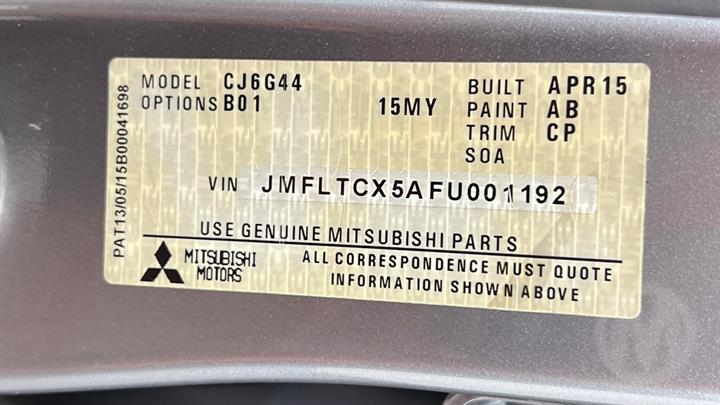 MODEL CJ6G44 BUILT APR15
OPTIONS B01 15MY PAINT AB
TRIM CP
SOA
VIN JMFLTCX5AFU001192
USE GENUINE MITSUBISHI PARTS
MITSUBISHI MOTORS
ALL CORRESPONDENCE MUST QUOTE
INFORMATION SHOWN ABOVE
PAT13/05/15B00041698